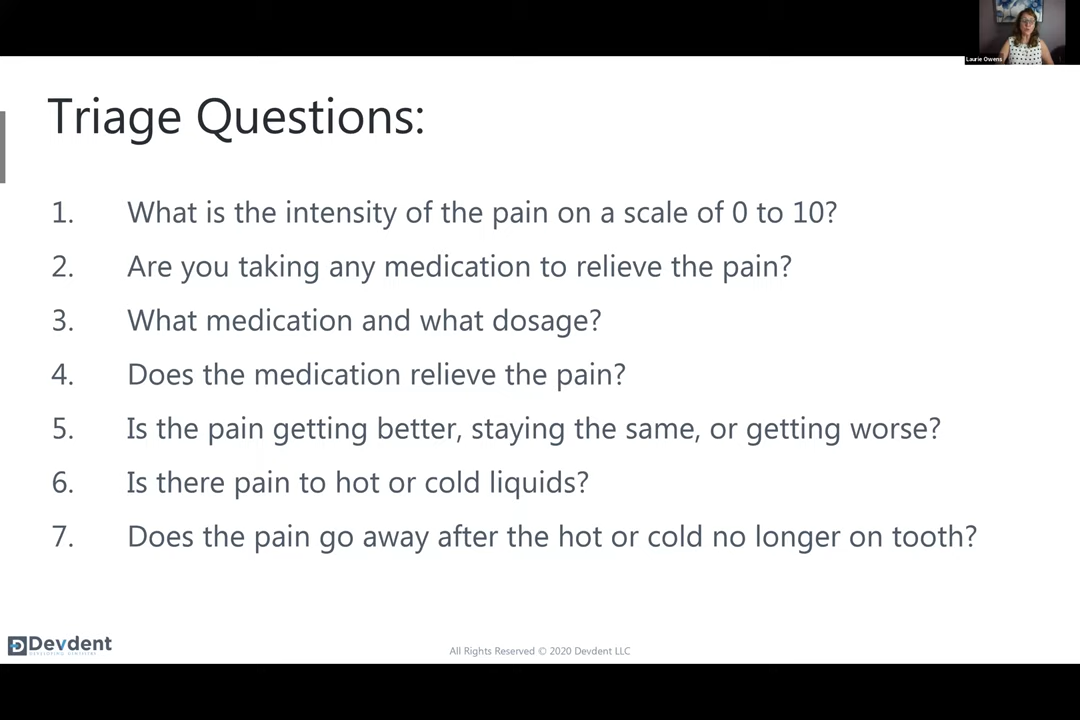 Laurie Owens
Triage Questions:
1. What is the intensity of the pain on a scale of 0 to 10?
2. Are you taking any medication to relieve the pain?
3. What medication and what dosage?
4. Does the medication relieve the pain?
5. Is the pain getting better, staying the same, or getting worse?
6. Is there pain to hot or cold liquids?
7. Does the pain go away after the hot or cold no longer on tooth?
Devdent
All Rights Reserved © 2020 Devdent LLC